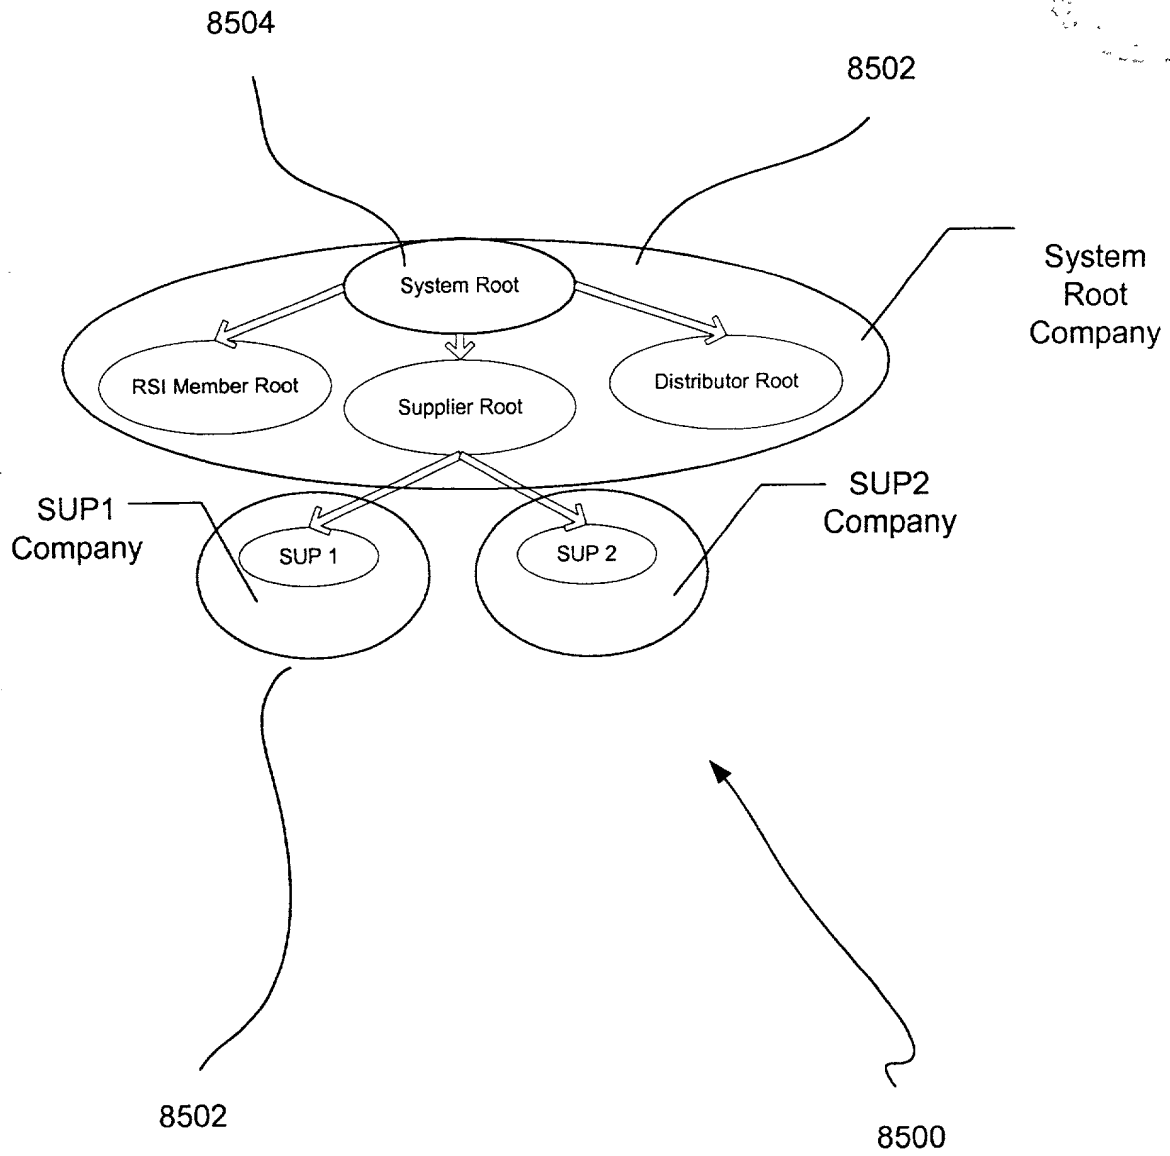 8504
8502
System
Root
Company
System Root
RSI Member Root
Supplier Root
Distributor Root
SUP1
Company
SUP2
Company
SUP 1
SUP 2
8502
8500